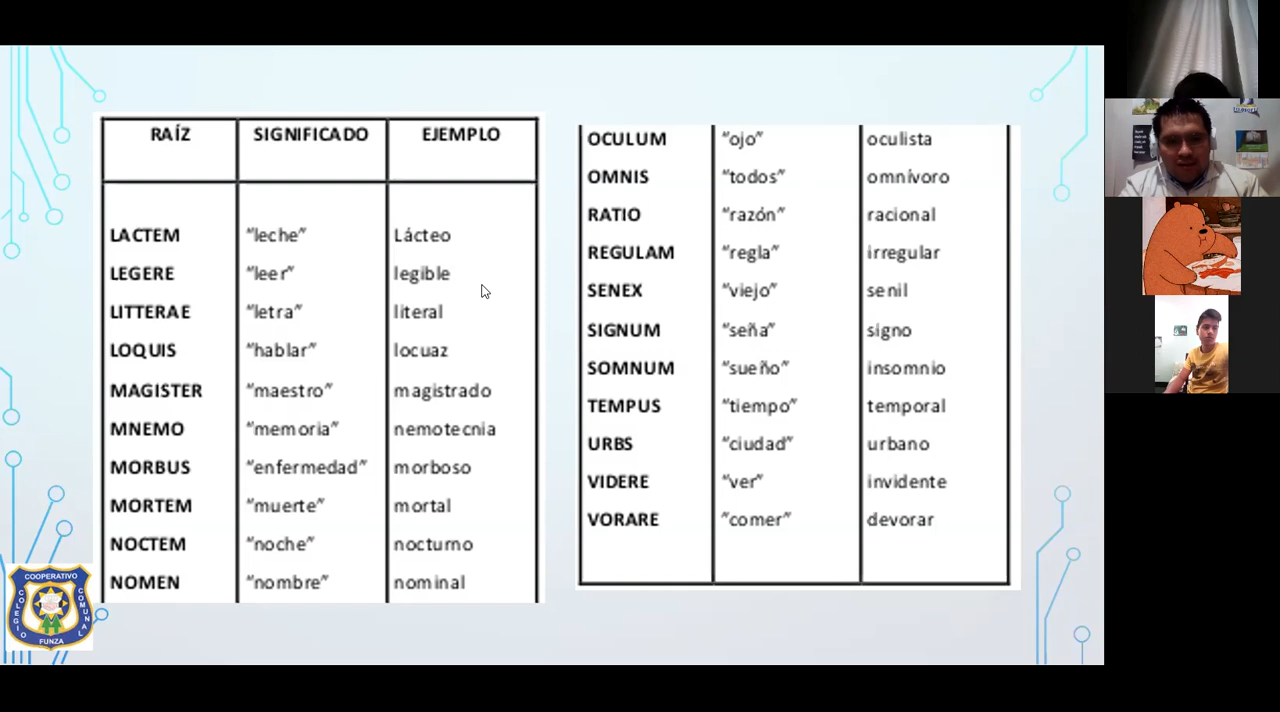 RAÍZ SIGNIFICADO EJEMPLO
LACTEM "leche" Lácteo
LEGERE "leer" legible
LITTERAE "letra" literal
LOQUIS "hablar" locuaz
MAGISTER "maestro" magistrado
MNEMO "memoria" nemotecnia
MORBUS "enfermedad" morboso
MORTEM "muerte" mortal
NOCTEM "noche" nocturno
NOMEN "nombre" nominal
OCULUM "ojo" oculista
OMNIS "todos" omnívoro
RATIO "razón" racional
REGULAM "regla" irregular
SENEX "viejo" senil
SIGNUM "seña" signo
SOMNUM "sueño" insomnio
TEMPUS "tiempo" temporal
URBS "ciudad" urbano
VIDERE "ver" invidente
VORARE "comer" devorar
COOPERATIVO
COLEGIO
COMUNAL
FUNZA